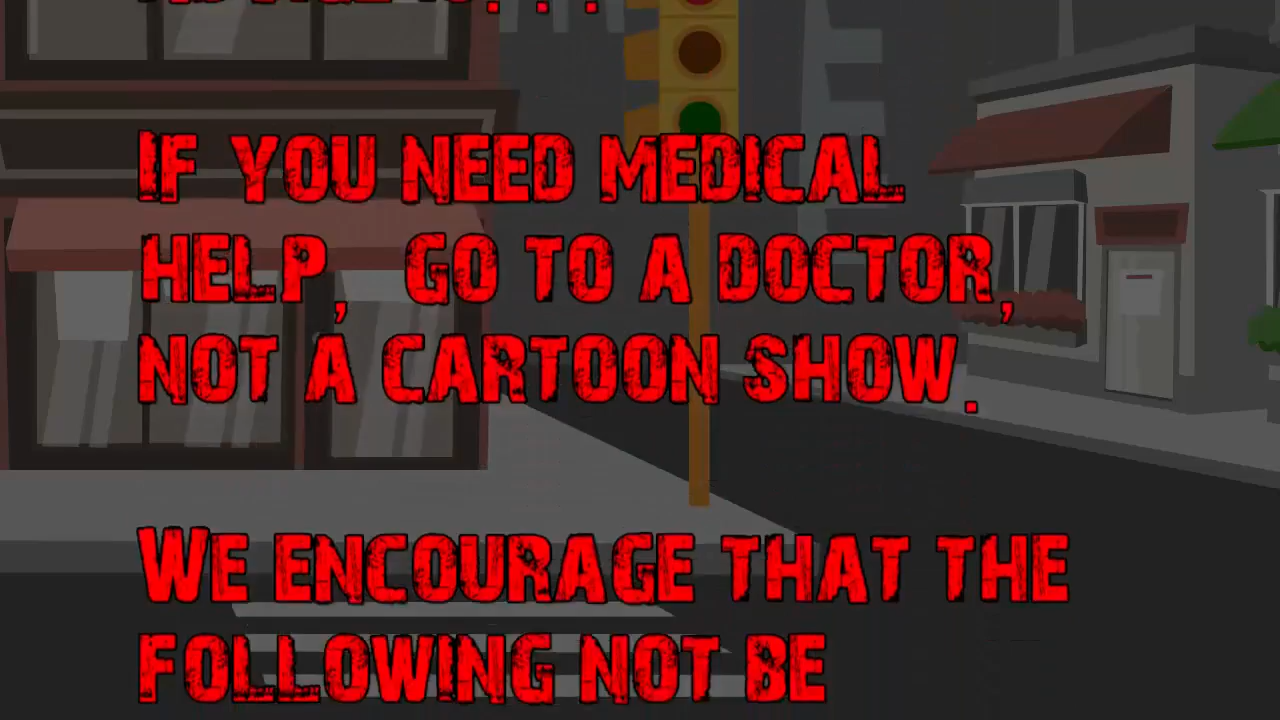 IF YOU NEED MEDICAL
HELP, GO TO A DOCTOR,
NOT A CARTOON SHOW.
WE ENCOURAGE THAT THE
FOLLOWING NOT BE